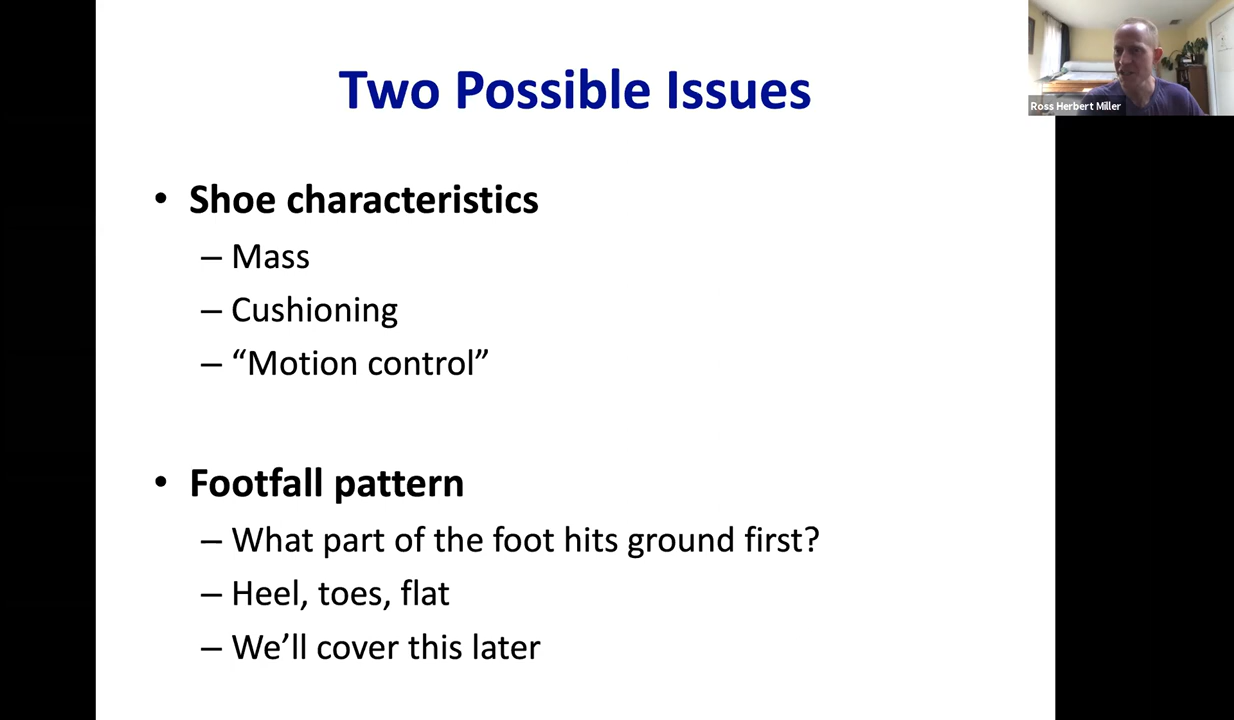 Two Possible Issues
Ross Herbert Miller
• Shoe characteristics
– Mass
– Cushioning
– “Motion control”
• Footfall pattern
– What part of the foot hits ground first?
– Heel, toes, flat
– We’ll cover this later